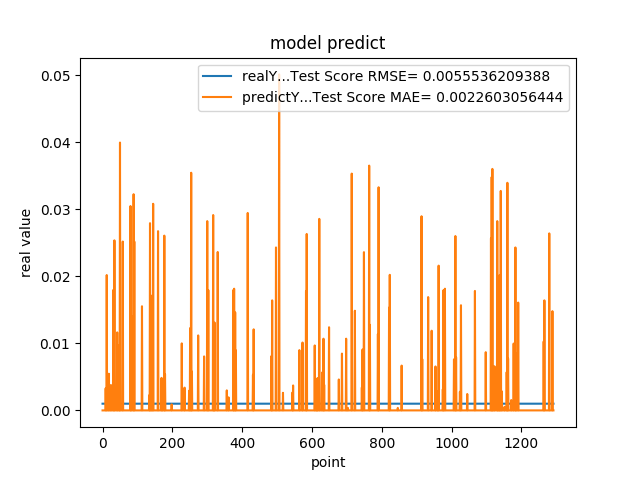 model predict
realY...Test Score RMSE= 0.0055536209388
predictY...Test Score MAE= 0.0022603056444
0.05
0.04
0.03
0.02
0.01
0.00
real value
0 200 400 600 800 1000 1200
point